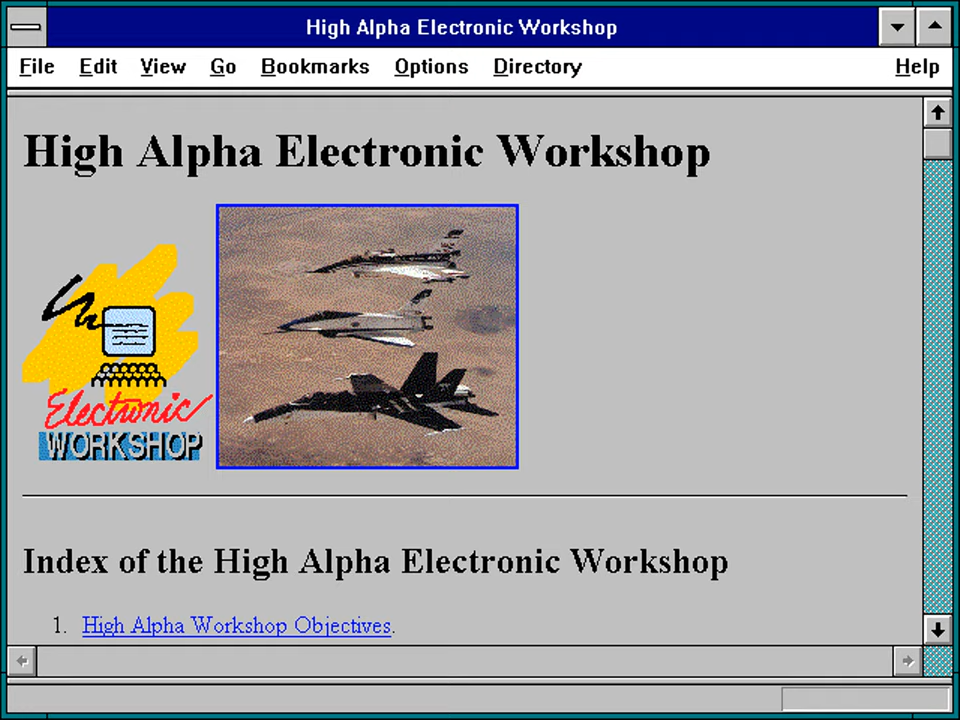 High Alpha Electronic Workshop
File Edit View Go Bookmarks Options Directory Help
High Alpha Electronic Workshop
Electronic
WORKSHOP
Index of the High Alpha Electronic Workshop
1. High Alpha Workshop Objectives.